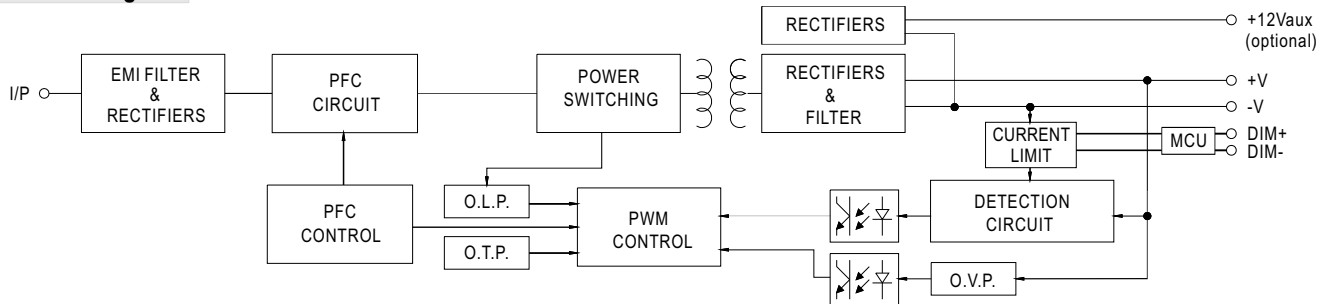 RECTIFIERS
+12Vaux
(optional)
I/P
EMI FILTER
&
RECTIFIERS
PFC
CIRCUIT
POWER
SWITCHING
RECTIFIERS
&
FILTER
+V
-V
CURRENT
LIMIT
MCU
DIM+
DIM-
PFC
CONTROL
O.L.P.
O.T.P.
PWM
CONTROL
DETECTION
CIRCUIT
O.V.P.